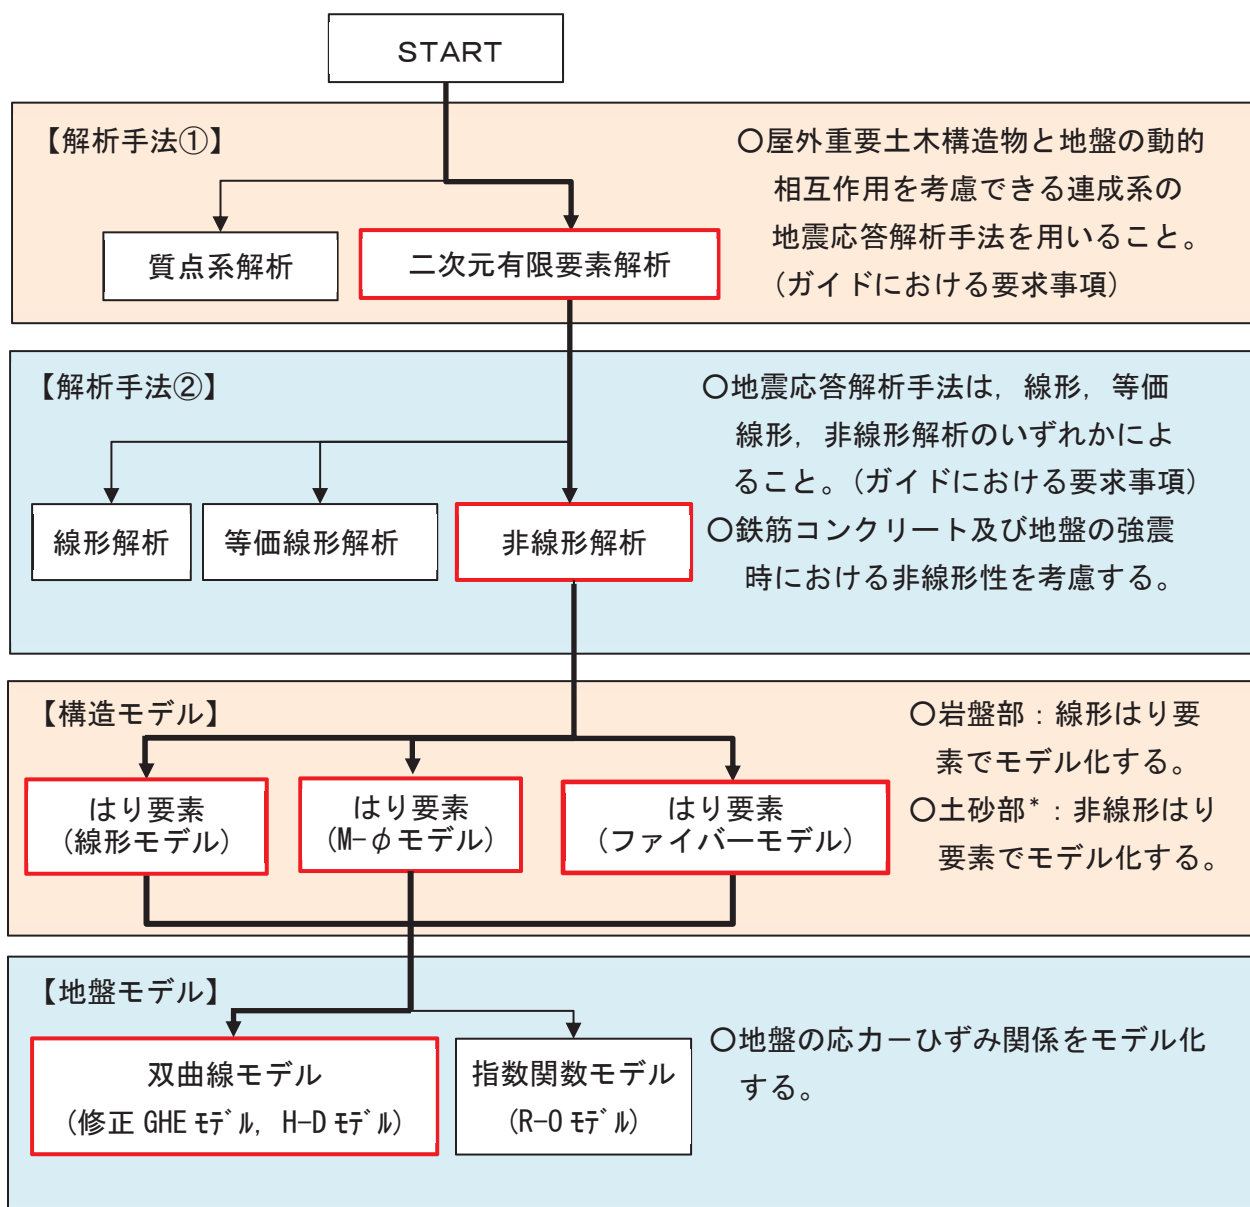 START
【解析手法①】
○屋外重要土木構造物と地盤の動的
相互作用を考慮できる連成系の
地震応答解析手法を用いること。
(ガイドにおける要求事項)
質点系解析
二次元有限要素解析
【解析手法②】
○地震応答解析手法は，線形，等価
線形，非線形解析のいずれかによ
ること。(ガイドにおける要求事項)
○鉄筋コンクリート及び地盤の強震
時における非線形性を考慮する。
線形解析
等価線形解析
非線形解析
【構造モデル】
○岩盤部：線形はり要
素でモデル化する。
○土砂部*：非線形はり
要素でモデル化する。
はり要素
(線形モデル)
はり要素
(M-φモデル)
はり要素
(ファイバーモデル)
【地盤モデル】
○地盤の応力－ひずみ関係をモデル化
する。
双曲線モデル
(修正 GHE ﾓﾃﾞﾙ，H-D ﾓﾃﾞﾙ)
指数関数モデル
(R-O ﾓﾃﾞﾙ)